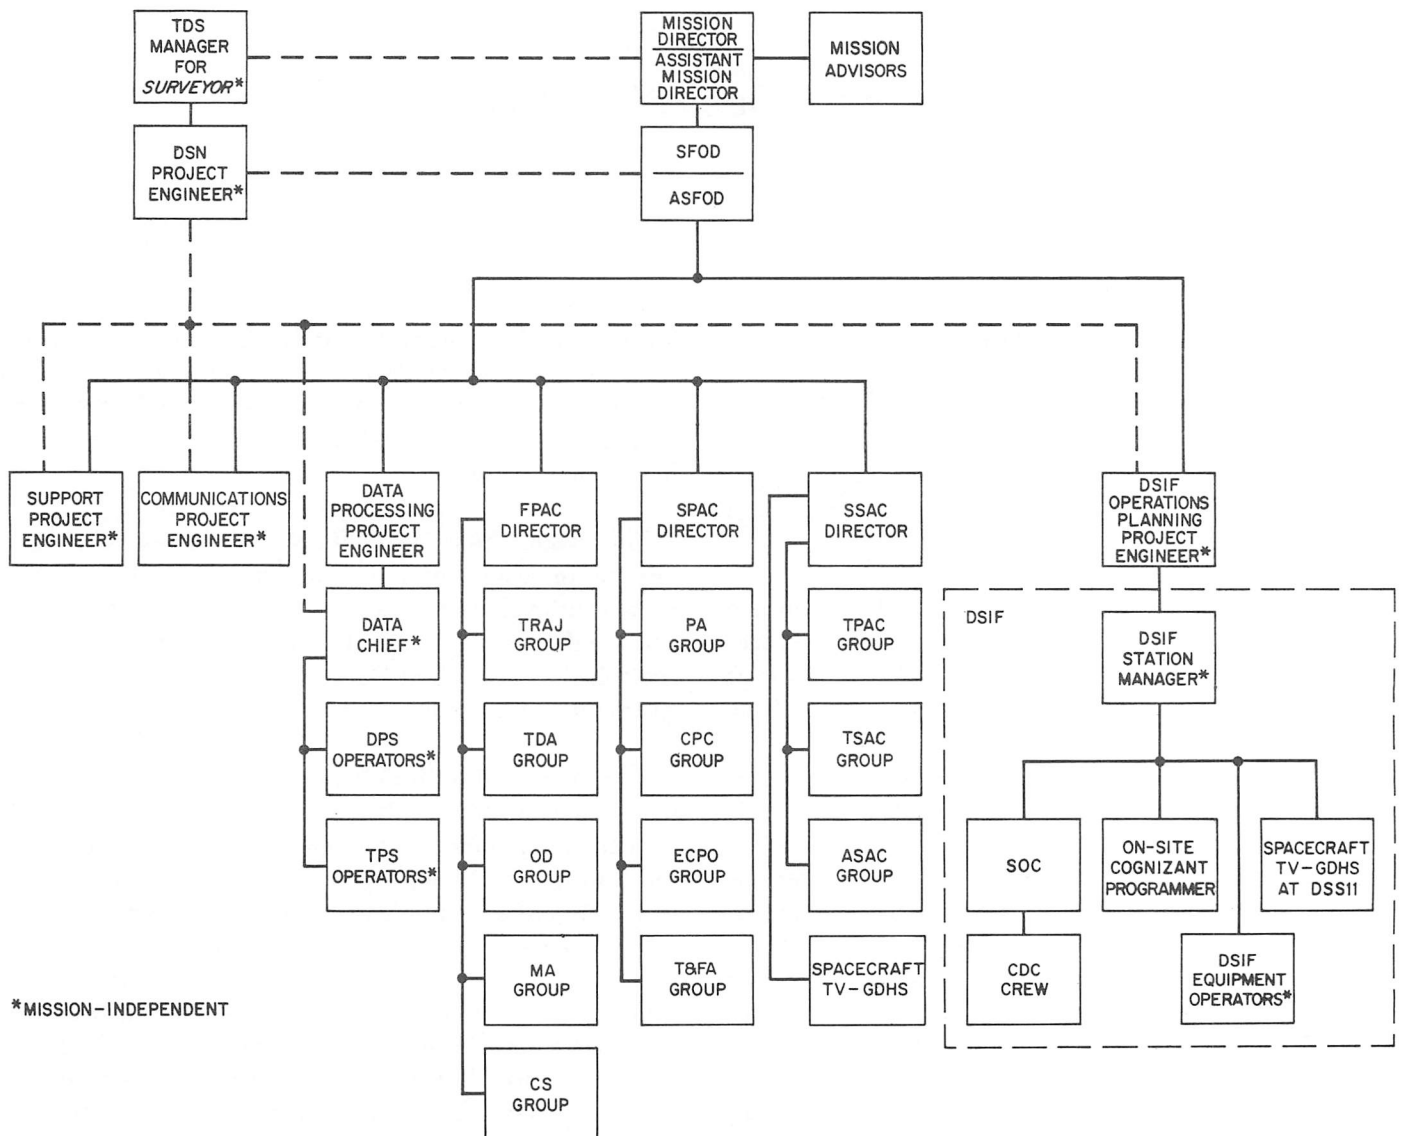 TDS
MANAGER
FOR
SURVEYOR*
MISSION
DIRECTOR
ASSISTANT
MISSION
DIRECTOR
MISSION
ADVISORS
DSN
PROJECT
ENGINEER*
SFOD
ASFOD
SUPPORT
PROJECT
ENGINEER*
COMMUNICATIONS
PROJECT
ENGINEER*
DATA
PROCESSING
PROJECT
ENGINEER
FPAC
DIRECTOR
SPAC
DIRECTOR
SSAC
DIRECTOR
DSIF
OPERATIONS
PLANNING
PROJECT
ENGINEER*
DATA
CHIEF*
TRAJ
GROUP
PA
GROUP
TPAC
GROUP
DSIF
DSIF
STATION
MANAGER*
DPS
OPERATORS*
TDA
GROUP
CPC
GROUP
TSAC
GROUP
TPS
OPERATORS*
OD
GROUP
ECPO
GROUP
ASAC
GROUP
SOC
ON-SITE
COGNIZANT
PROGRAMMER
SPACECRAFT
TV-GDHS
AT DSS11
MA
GROUP
T&FA
GROUP
SPACECRAFT
TV-GDHS
CDC
CREW
DSIF
EQUIPMENT
OPERATORS*
*MISSION-INDEPENDENT
CS
GROUP